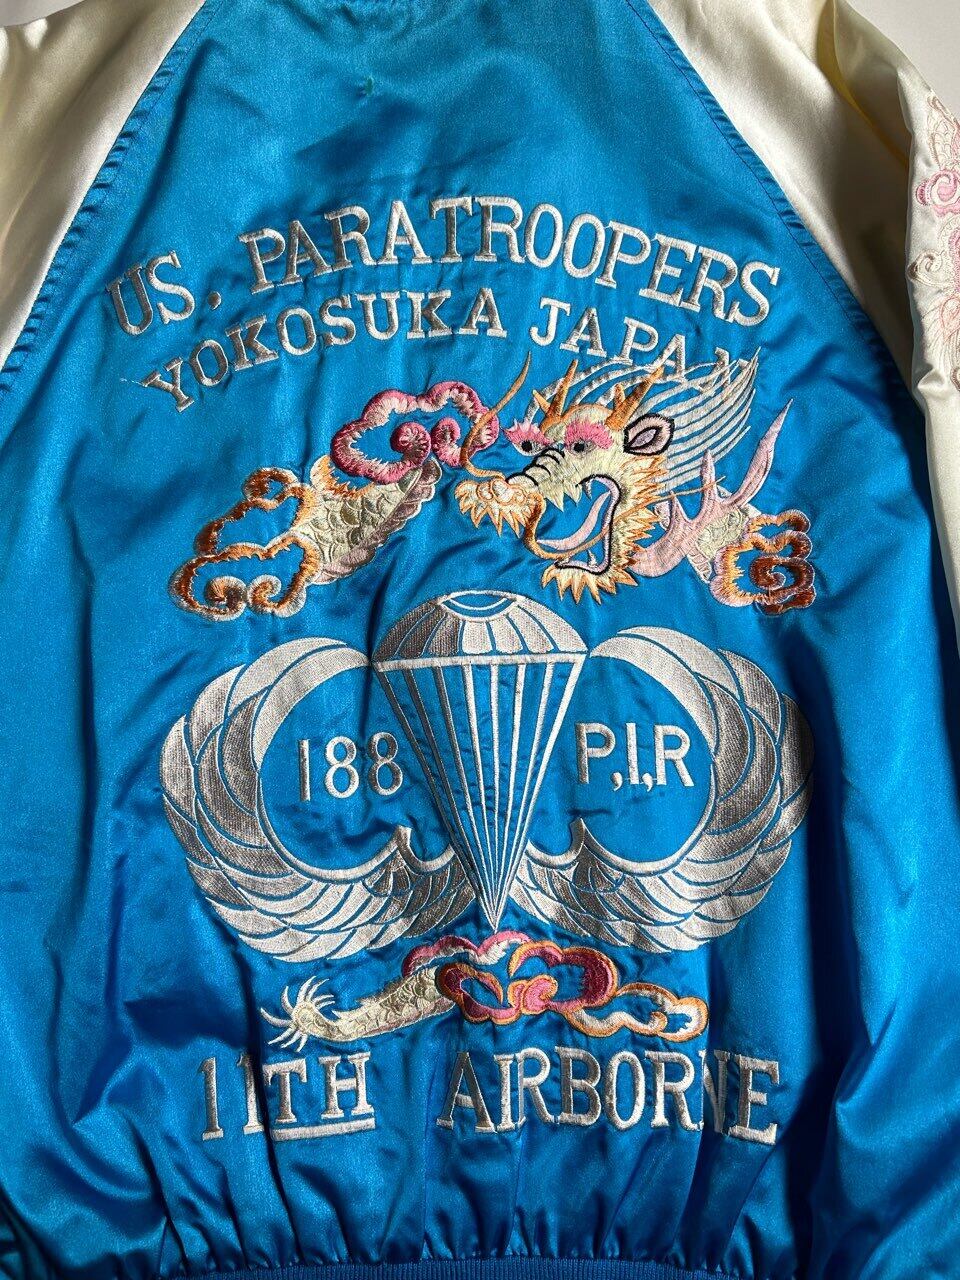 US. PARATROOPERS
YOKOSUKA JAPAN
188 P,I,R
11TH AIRBORNE